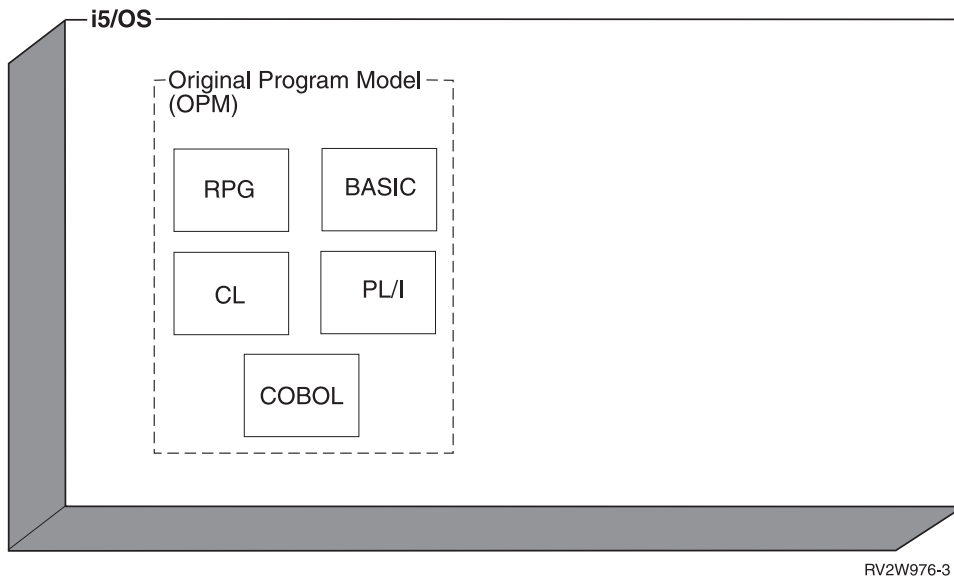 i5/OS
Original Program Model
(OPM)
RPG
BASIC
CL
PL/I
COBOL
RV2W976-3